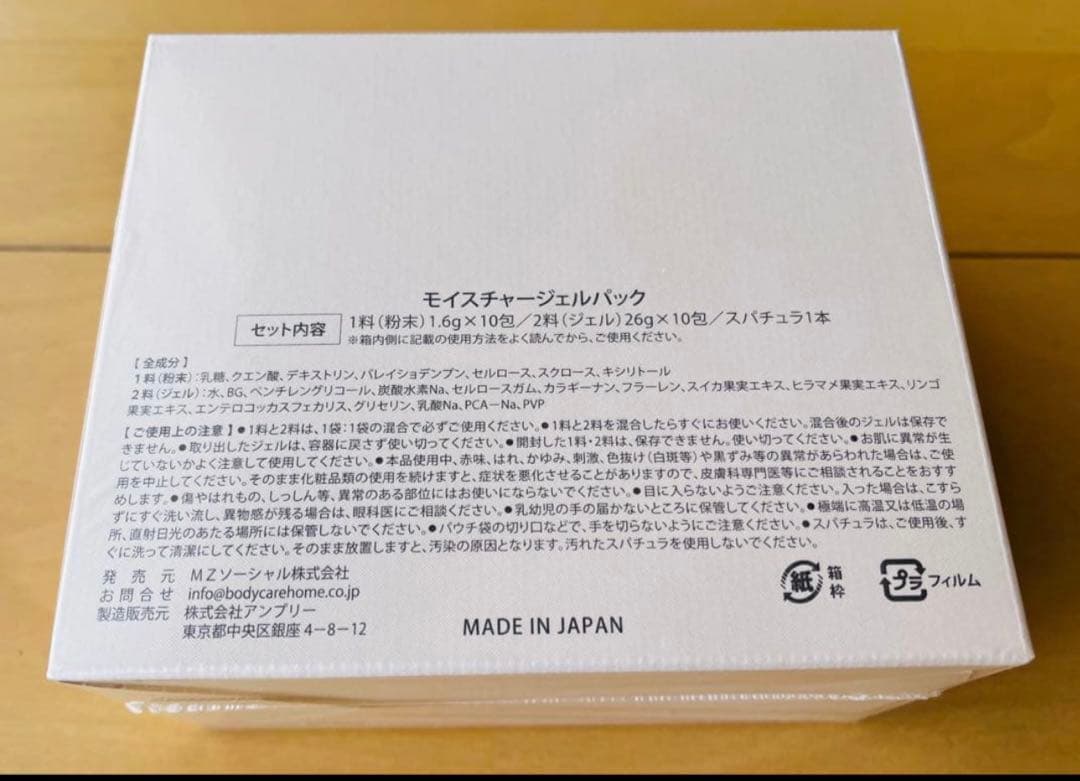 モイスチャージェルパック
セット内容 1料(粉末)1.6g×10包/2料(ジェル)26g×10包/スパチュラ1本
※箱内側に記載の使用方法をよく読んでから、ご使用ください。
【全成分】
1料(粉末):乳糖、クエン酸、デキストリン、バレイショデンプン、セルロース、スクロース、キシリトール
2料(ジェル):水、BG、ペンチレングリコール、炭酸水素Na、セルロースガム、カラギーナン、フラーレン、スイカ果実エキス、ヒラマメ果実エキス、リンゴ
果実エキス、エンテロコッカスフェカリス、グリセリン、乳酸Na、PCA-Na、PVP
【ご使用上の注意】●1料と2料は、1袋:1袋の混合で必ずご使用ください。●1料と2料を混合したらすぐにお使いください。混合後のジェルは保存で
きません。●取り出したジェルは、容器に戻さず使い切ってください。●開封した1料・2料は、保存できません。使い切ってください。●お肌に異常が生
じていないかよく注意して使用してください。●本品使用中、赤味、はれ、かゆみ、刺激、色抜け(白斑等)や黒ずみ等の異常があらわれた場合は、ご使
用を中止してください。そのまま化粧品類の使用を続けますと、症状を悪化させることがありますので、皮膚科専門医等にご相談されることをおすす
めします。●傷やはれもの、しっしん等、異常のある部位にはお使いにならないでください。●目に入らないようご注意ください。入った場合は、こすら
ずにすぐ洗い流し、異物感が残る場合は、眼科医にご相談ください。●乳幼児の手の届かないところに保管してください。●極端に高温又は低温の場
所、直射日光のあたる場所には保管しないでください。●パウチ袋の切り口などで、手を切らないようにご注意ください。●スパチュラは、ご使用後、す
ぐに洗って清潔にしてください。そのまま放置しますと、汚染の原因となります。汚れたスパチュラを使用しないでください。
発売元 MZソーシャル株式会社
お問合せ info@bodycarehome.co.jp
製造販売元 株式会社アンプリー
東京都中央区銀座4-8-12
MADE IN JAPAN
紙 箱
枠
プラ フィルム